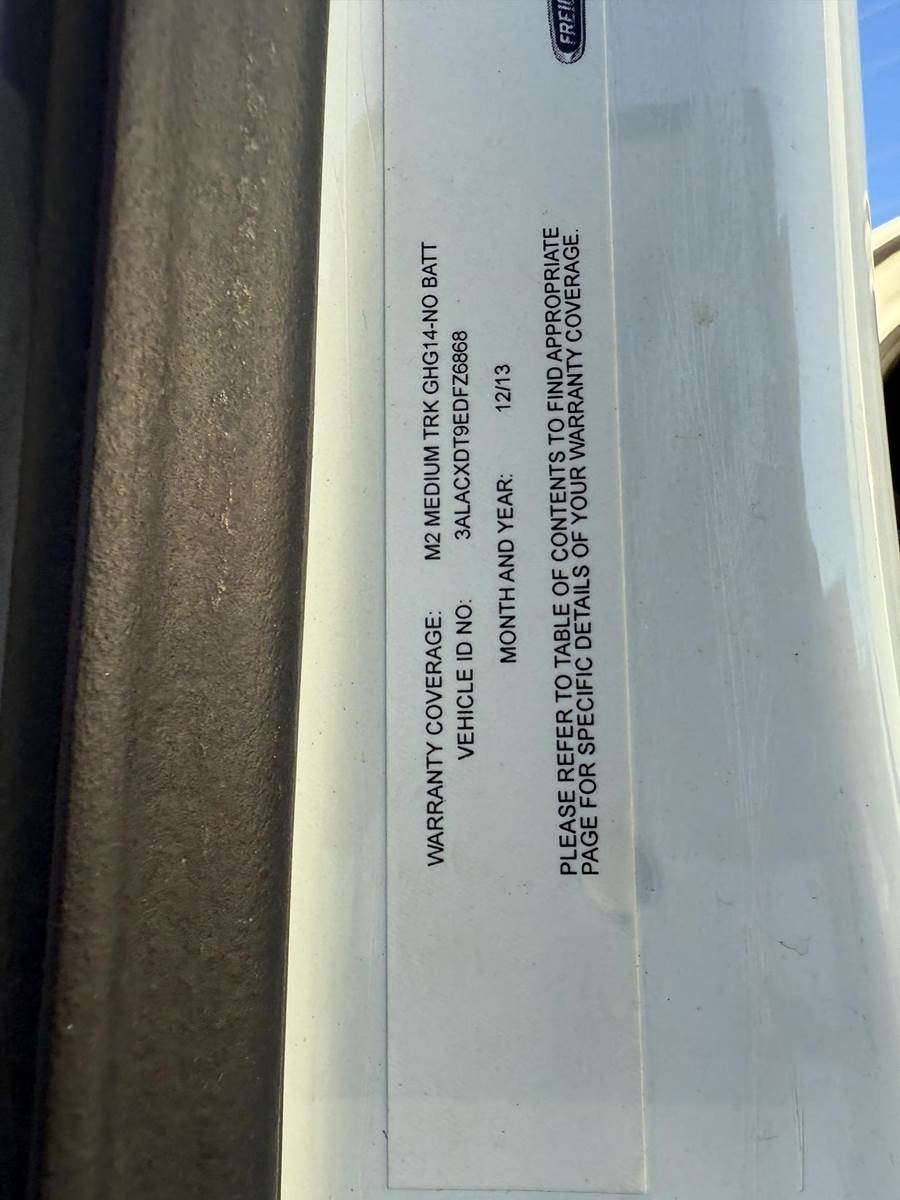 WARRANTY COVERAGE: M2 MEDIUM TRK GHG14-NO BATT
VEHICLE ID NO: 3ALACXDT9EDFZ6868
MONTH AND YEAR: 12/13
PLEASE REFER TO TABLE OF CONTENTS TO FIND APPROPRIATE
PAGE FOR SPECIFIC DETAILS OF YOUR WARRANTY COVERAGE.